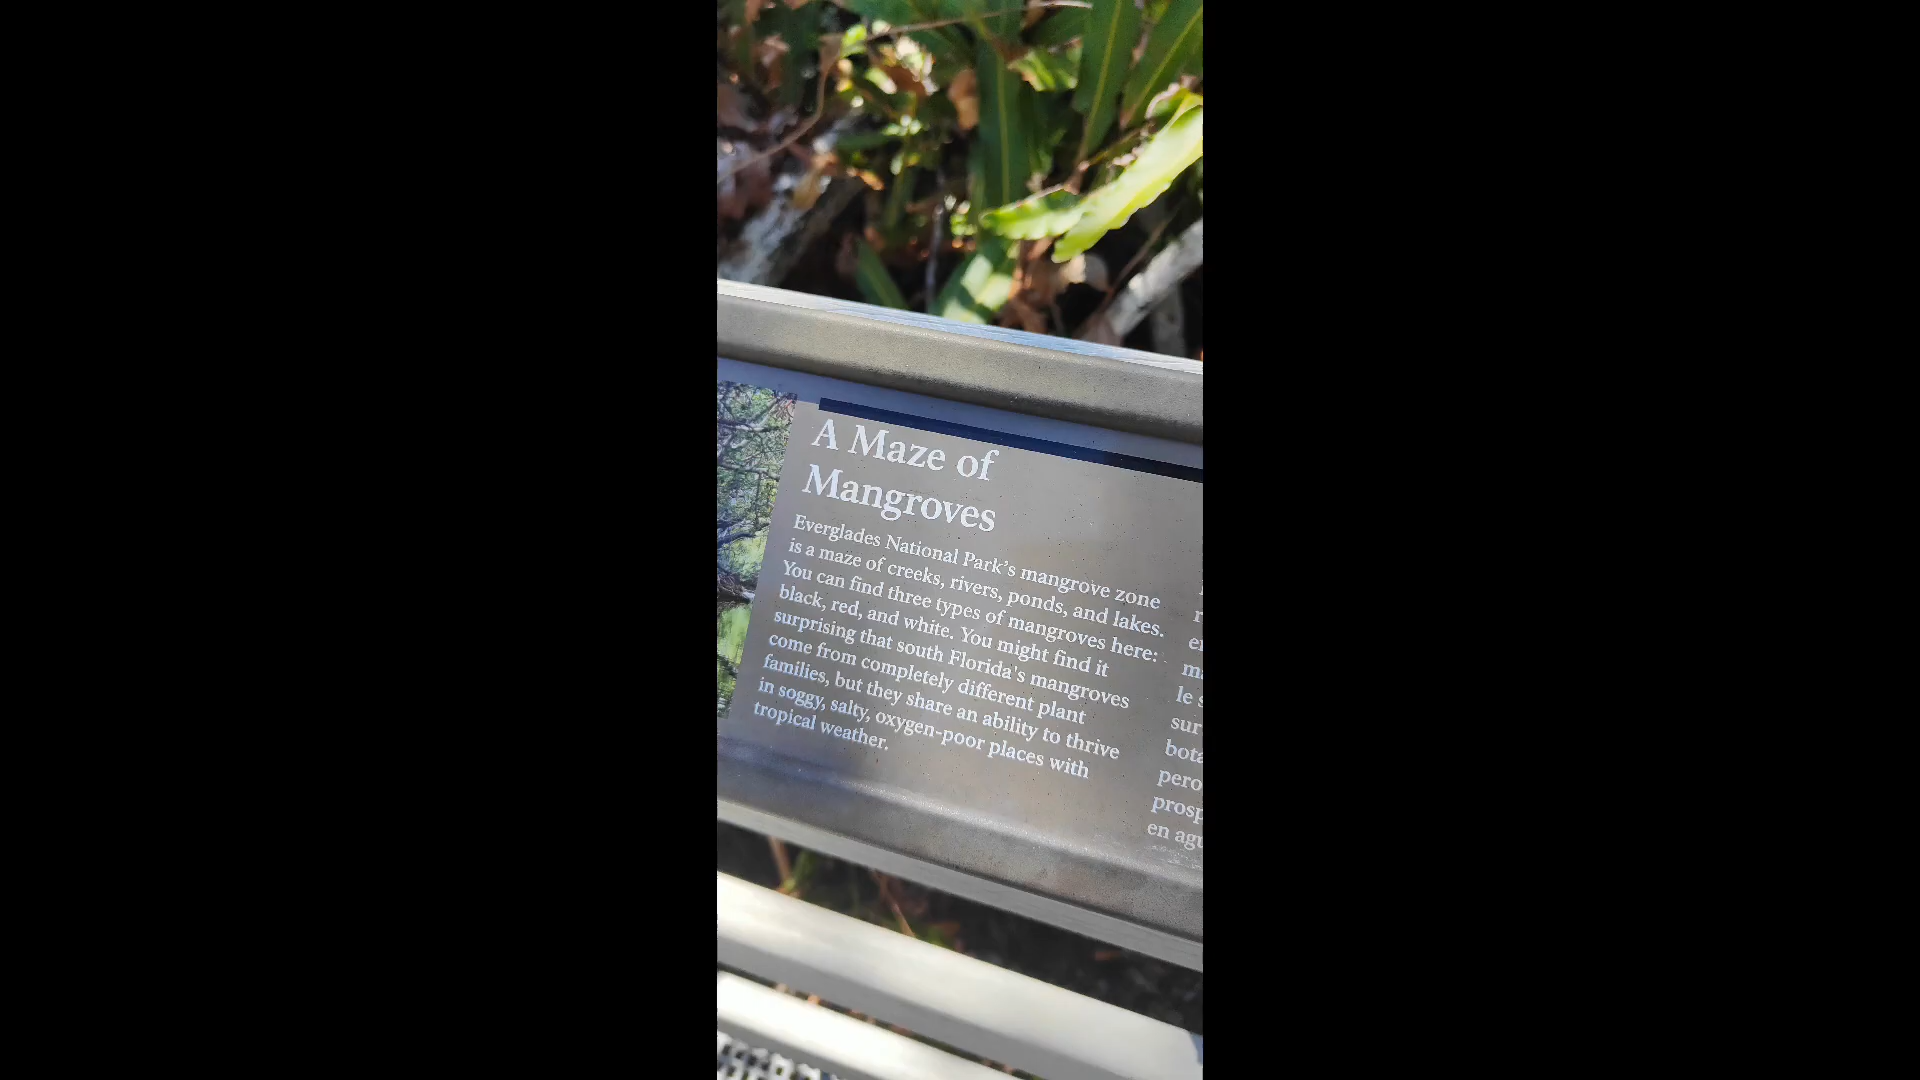 A Maze of
Mangroves
Everglades National Park's mangrove zone
is a maze of creeks, rivers, ponds, and lakes.
You can find three types of mangroves here:
black, red, and white. You might find it
surprising that south Florida's mangroves
come from completely different plant
families, but they share an ability to thrive
in soggy, salty, oxygen-poor places with
tropical weather.
le
sur
bota
pero
prosp
en agu